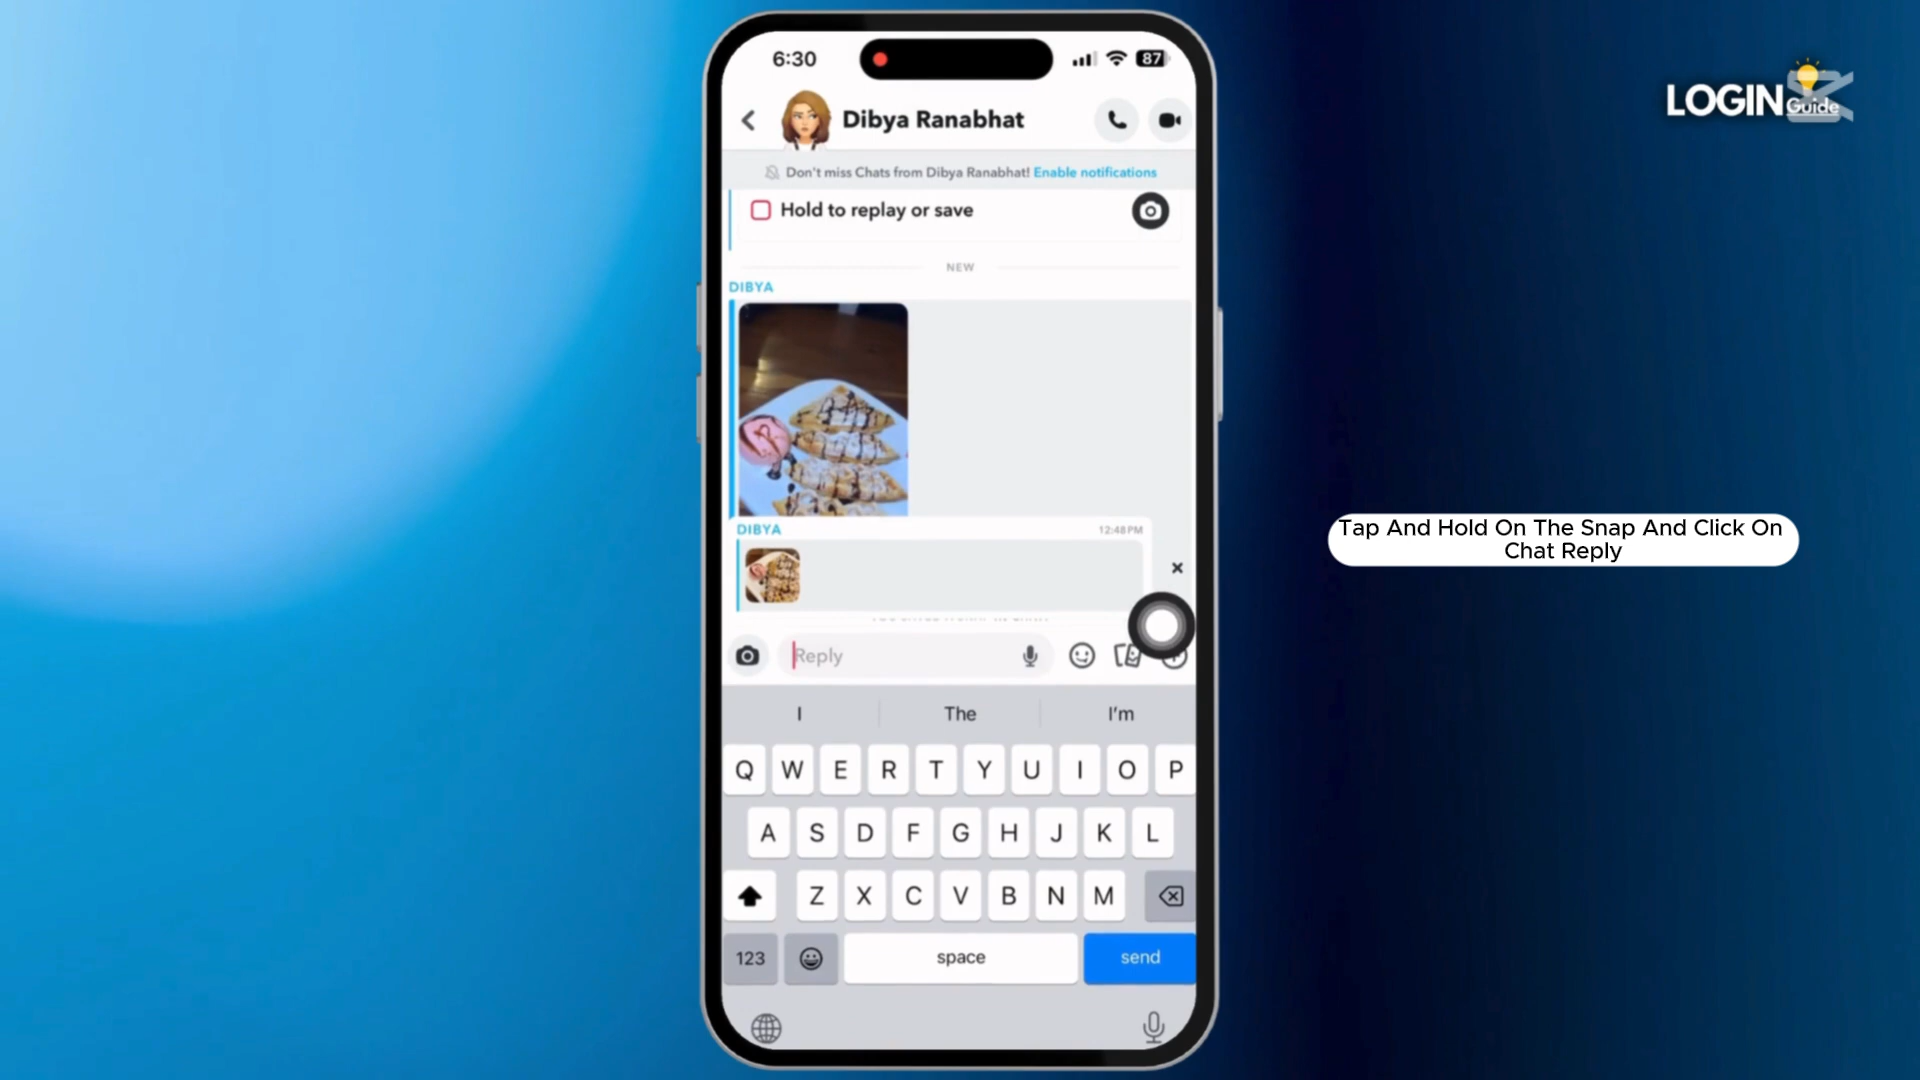 6:30
87
LOGIN
Guide
Dibya Ranabhat
Don't miss Chats from Dibya Ranabhat! Enable notifications
Hold to replay or save
NEW
DIBYA
DIBYA
12:48 PM
Tap And Hold On The Snap And Click On
Chat Reply
Reply
I
The
I'm
Q W E R T Y U I O P
A S D F G H J K L
Z X C V B N M
123
space
send